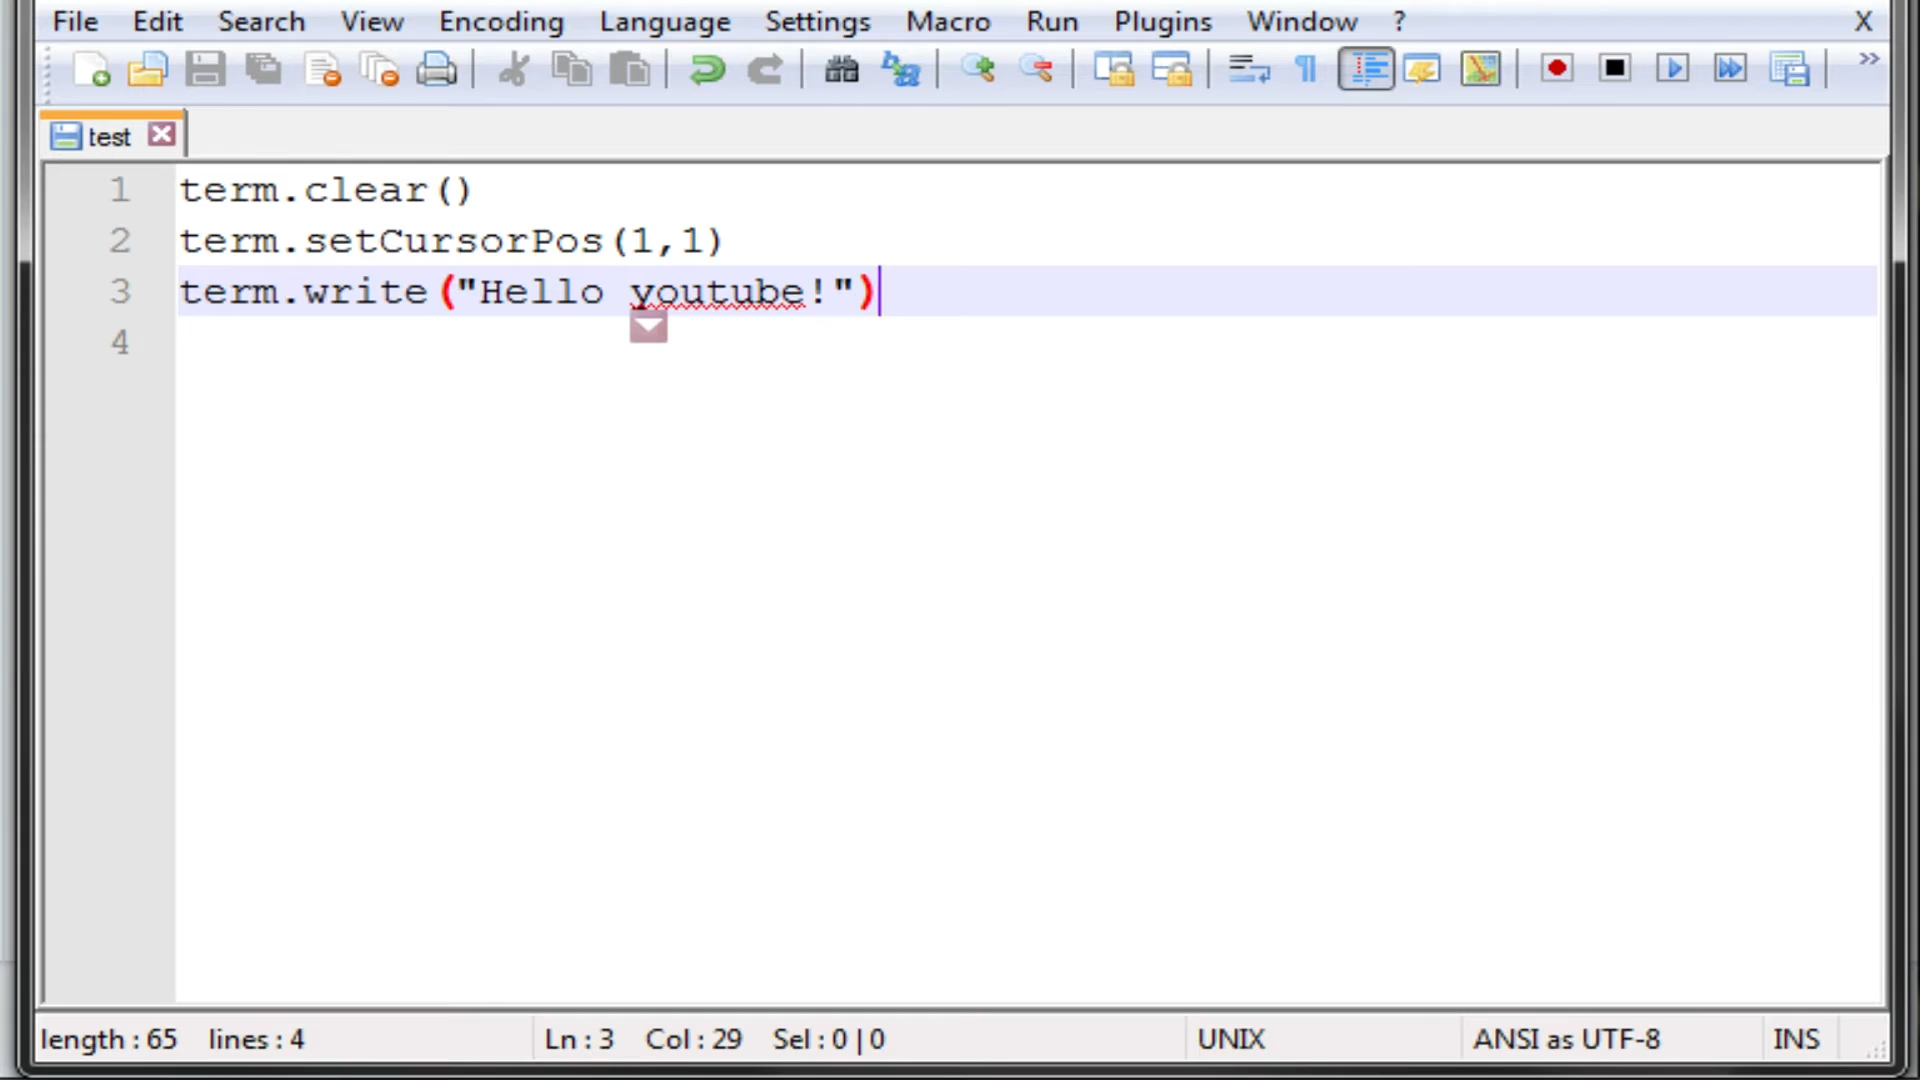 File Edit Search View Encoding Language Settings Macro Run Plugins Window ? X
test
1 term.clear()
2 term.setCursorPos(1,1)
3 term.write("Hello youtube!")
4
length : 65 lines : 4 Ln : 3 Col : 29 Sel : 0 | 0 UNIX ANSI as UTF-8 INS